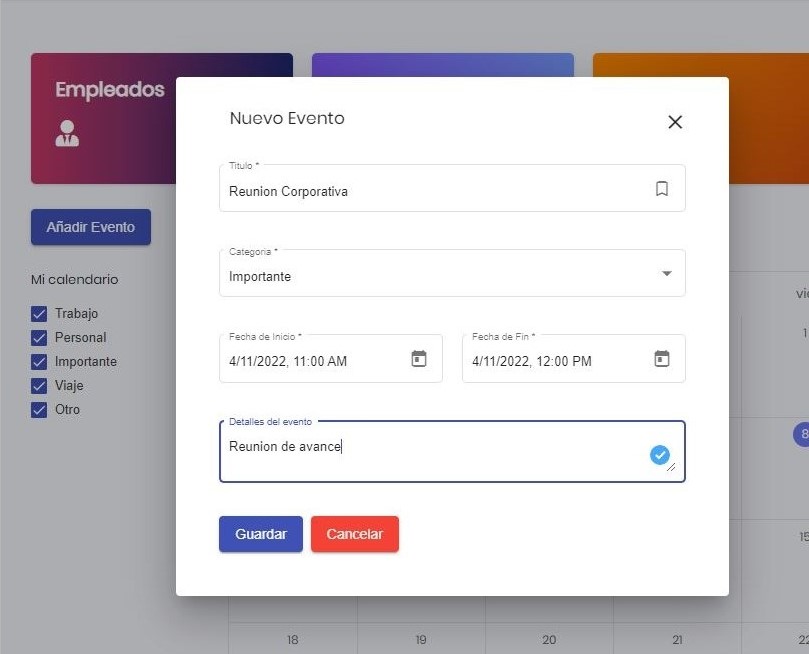 Empleados
Nuevo Evento
Titulo *
Reunion Corporativa
Añadir Evento
Categoria *
Importante
Mi calendario
Trabajo
Personal
Importante
Viaje
Otro
Fecha de Inicio *
4/11/2022, 11:00 AM
Fecha de Fin *
4/11/2022, 12:00 PM
Detalles del evento
Reunion de avance
Guardar
Cancelar
vie
1
8
15
18
19
20
21
22